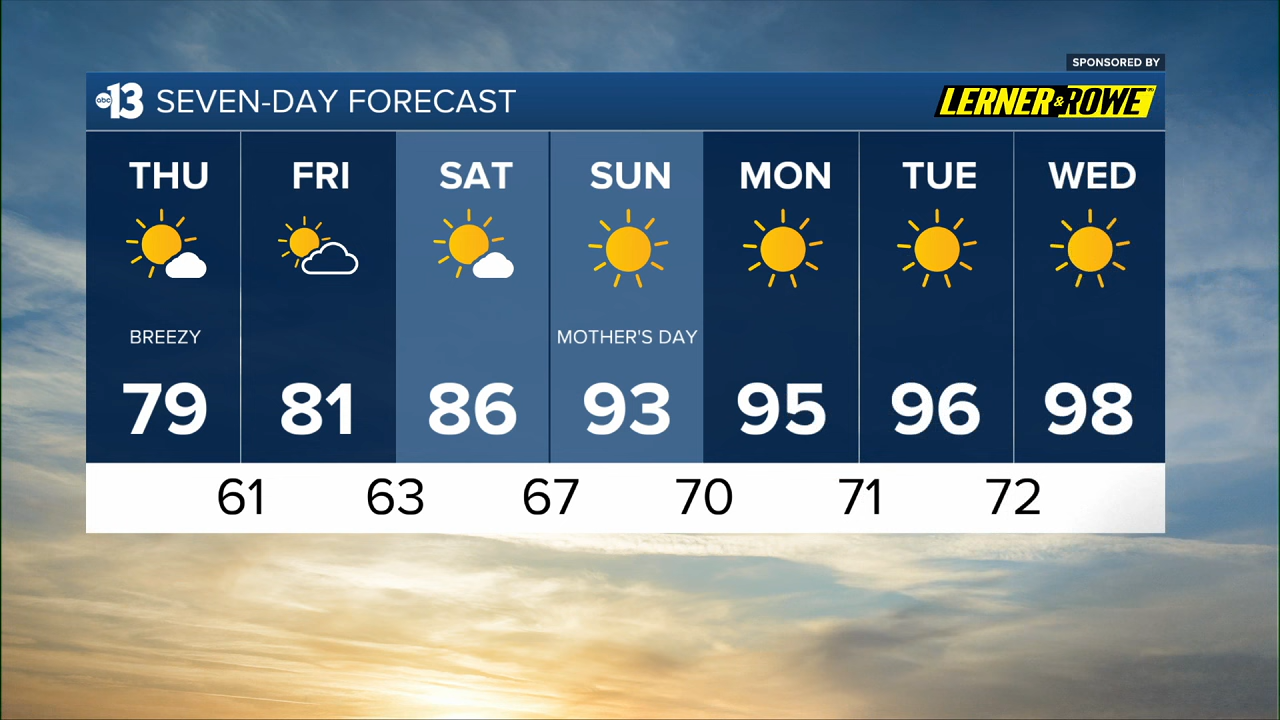 SPONSORED BY
abc 13 SEVEN-DAY FORECAST
LERNER & ROWE
THU FRI SAT SUN MON TUE WED
BREEZY MOTHER'S DAY
79 81 86 93 95 96 98
61 63 67 70 71 72